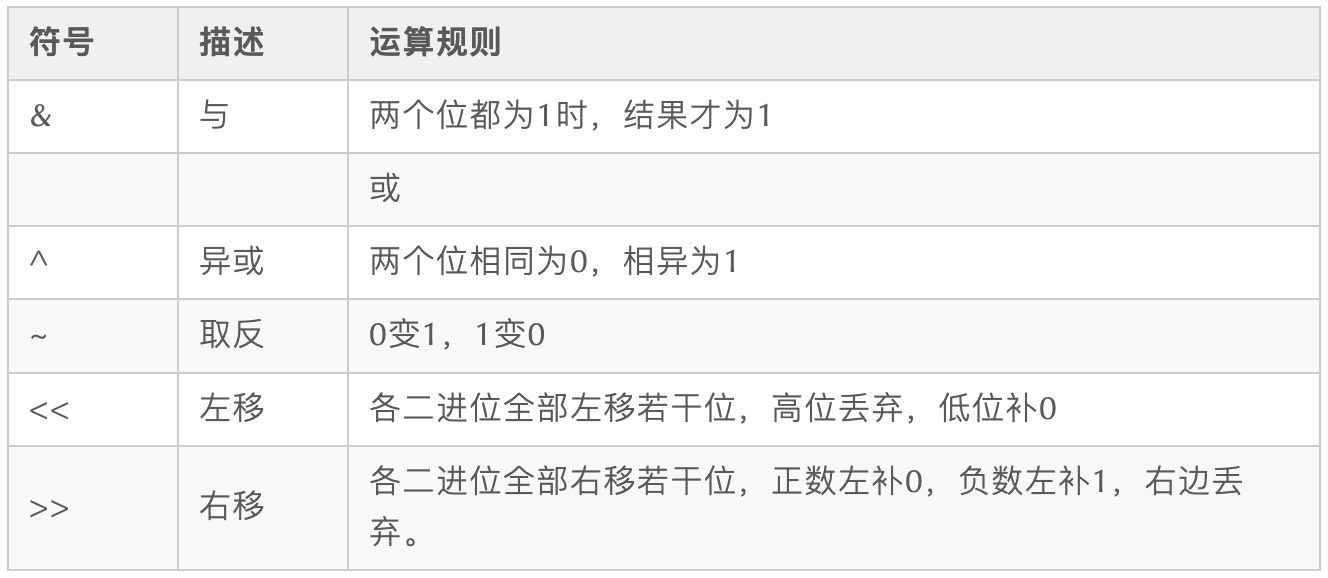 符号 描述 运算规则
& 与 两个位都为1时，结果才为1
或
^ 异或 两个位相同为0，相异为1
~ 取反 0变1，1变0
<< 左移 各二进位全部左移若干位，高位丢弃，低位补0
>> 右移 各二进位全部右移若干位，正数左补0，负数左补1，右边丢
弃。